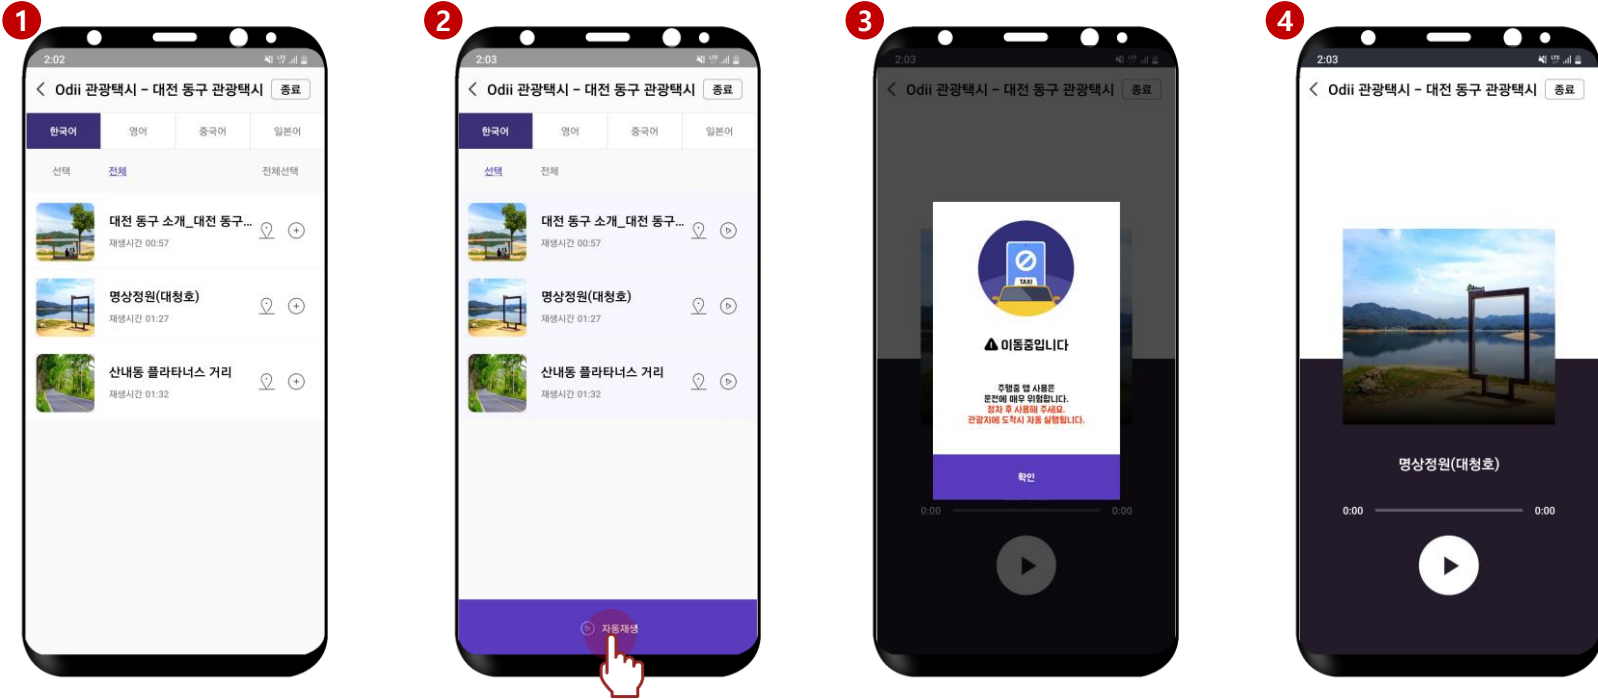 1
2:02
Odii 관광택시 - 대전 동구 관광택시 종료
한국어 영어 중국어 일본어
선택 전체 전체선택
대전 동구 소개_대전 동구...
재생시간 00:57
명상정원(대청호)
재생시간 01:27
산내동 플라타너스 거리
재생시간 01:32
2
2:03
Odii 관광택시 - 대전 동구 관광택시 종료
한국어 영어 중국어 일본어
선택 전체
대전 동구 소개_대전 동구...
재생시간 00:57
명상정원(대청호)
재생시간 01:27
산내동 플라타너스 거리
재생시간 01:32
자동재생
3
2:03
Odii 관광택시 - 대전 동구 관광택시 종료
TAXI
이동중입니다
주행중 앱 사용은
운전에 매우 위험합니다.
정차 후 사용해 주세요.
관광지에 도착시 자동 실행됩니다.
확인
0:00 0:00
4
2:03
Odii 관광택시 - 대전 동구 관광택시 종료
명상정원(대청호)
0:00 0:00